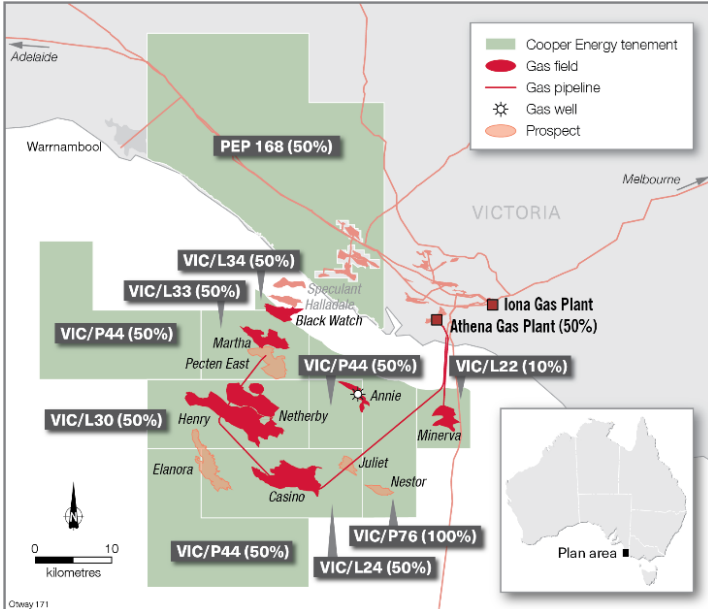 Adelaide
Warrnambool
PEP 168 (50%)
Cooper Energy tenement
Gas field
Gas pipeline
Gas well
Prospect
Melbourne
VICTORIA
VIC/L34 (50%)
VIC/L33 (50%)
VIC/P44 (50%)
Speculant
Halladale
Black Watch
Iona Gas Plant
Athena Gas Plant (50%)
Martha
Pecten East
VIC/P44 (50%)
VIC/L22 (10%)
Annie
VIC/L30 (50%)
Henry
Netherby
Minerva
Elanora
Casino
Juliet
Nestor
VIC/P76 (100%)
VIC/P44 (50%)
VIC/L24 (50%)
N
0
10
kilometres
Plan area
Otway 171